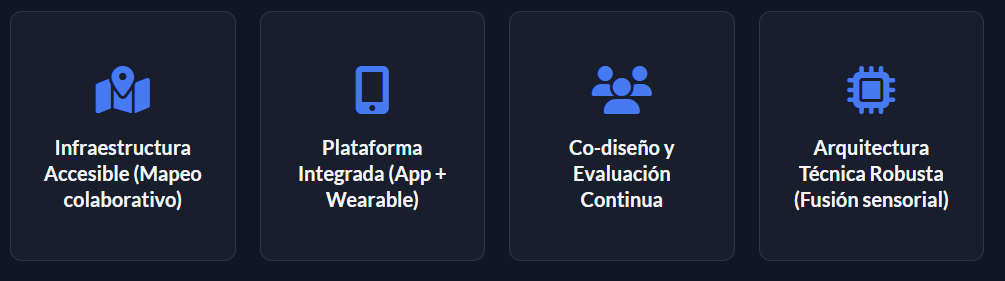 Infraestructura
Accesible (Mapeo
colaborativo)
Plataforma
Integrada (App +
Wearable)
Co-diseño y
Evaluación
Continua
Arquitectura
Técnica Robusta
(Fusión sensorial)